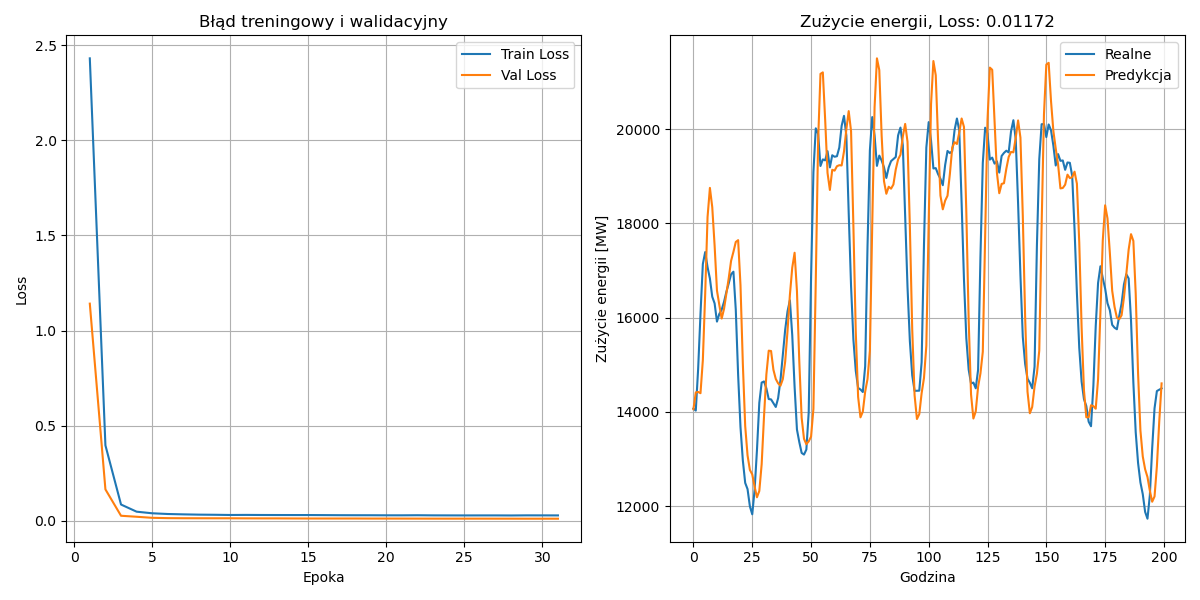 Błąd treningowy i walidacyjny
2.5
2.0
1.5
1.0
0.5
0.0
Loss
0
5
10
15
20
25
30
Epoka
Train Loss
Val Loss
Zużycie energii, Loss: 0.01172
20000
18000
16000
14000
12000
Zużycie energii [MW]
0
25
50
75
100
125
150
175
200
Godzina
Realne
Predykcja